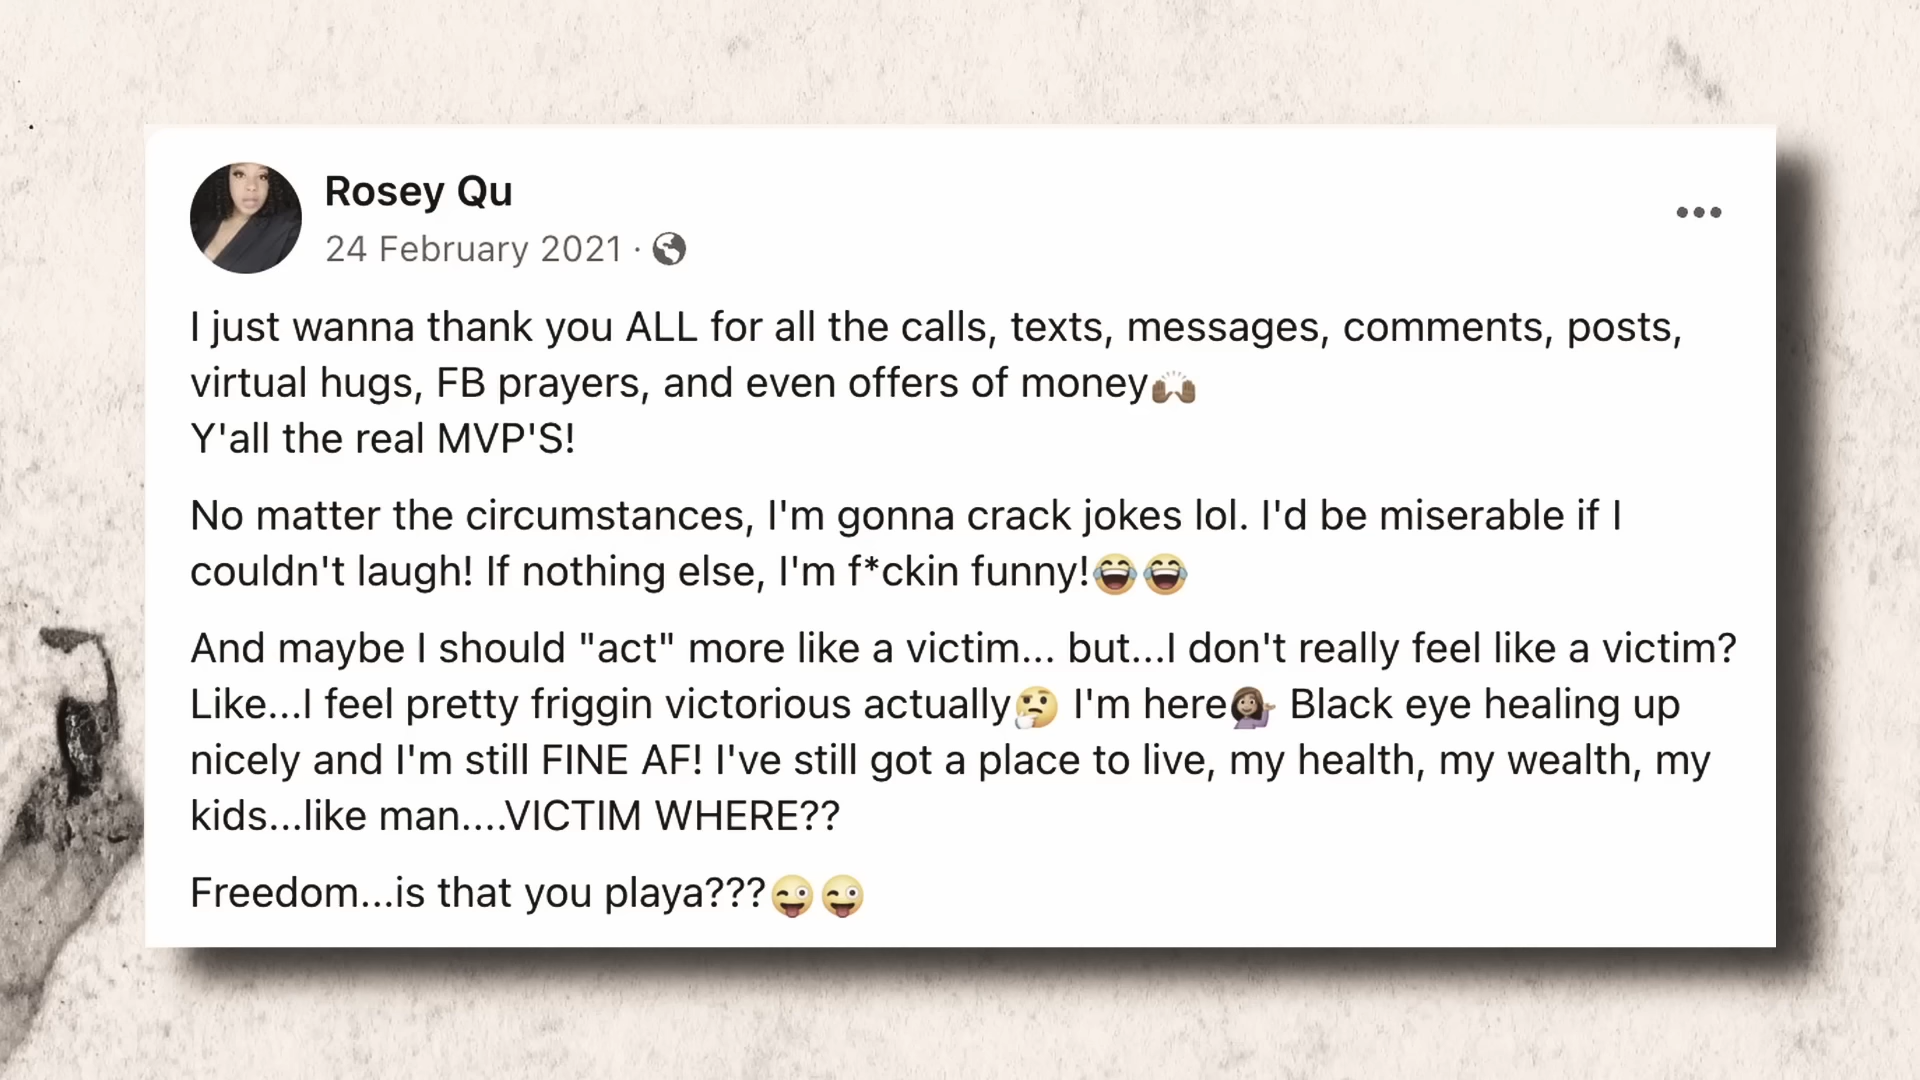 Rosey Qu
24 February 2021 ·
I just wanna thank you ALL for all the calls, texts, messages, comments, posts,
virtual hugs, FB prayers, and even offers of money🙌🏾
Y'all the real MVP'S!
No matter the circumstances, I'm gonna crack jokes lol. I'd be miserable if I
couldn't laugh! If nothing else, I'm f*ckin funny!😂😂
And maybe I should "act" more like a victim... but...I don't really feel like a victim?
Like...I feel pretty friggin victorious actually🤔 I'm here💁🏽‍♀️ Black eye healing up
nicely and I'm still FINE AF! I've still got a place to live, my health, my wealth, my
kids...like man....VICTIM WHERE??
Freedom...is that you playa???😜😜